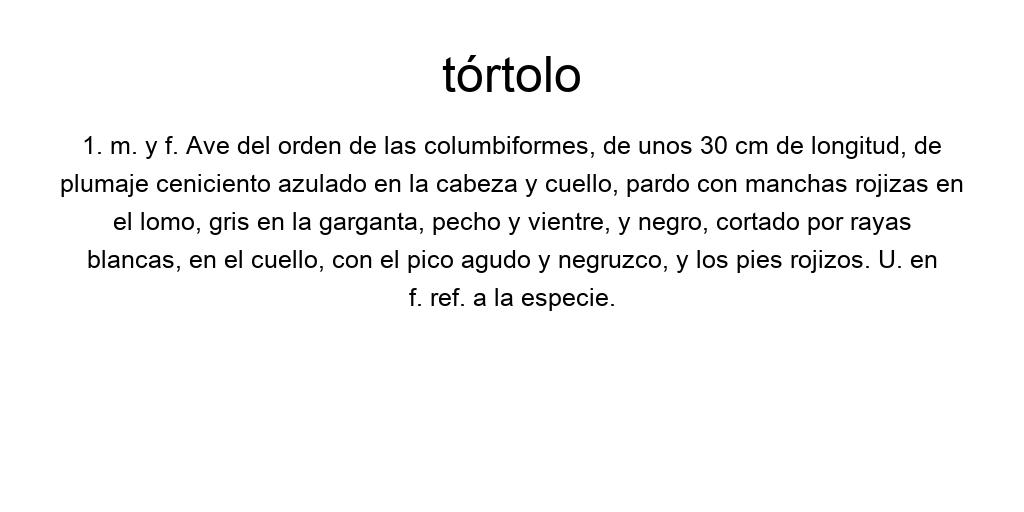 tórtolo
1. m. y f. Ave del orden de las columbiformes, de unos 30 cm de longitud, de
plumaje ceniciento azulado en la cabeza y cuello, pardo con manchas rojizas en
el lomo, gris en la garganta, pecho y vientre, y negro, cortado por rayas
blancas, en el cuello, con el pico agudo y negruzco, y los pies rojizos. U. en
f. ref. a la especie.